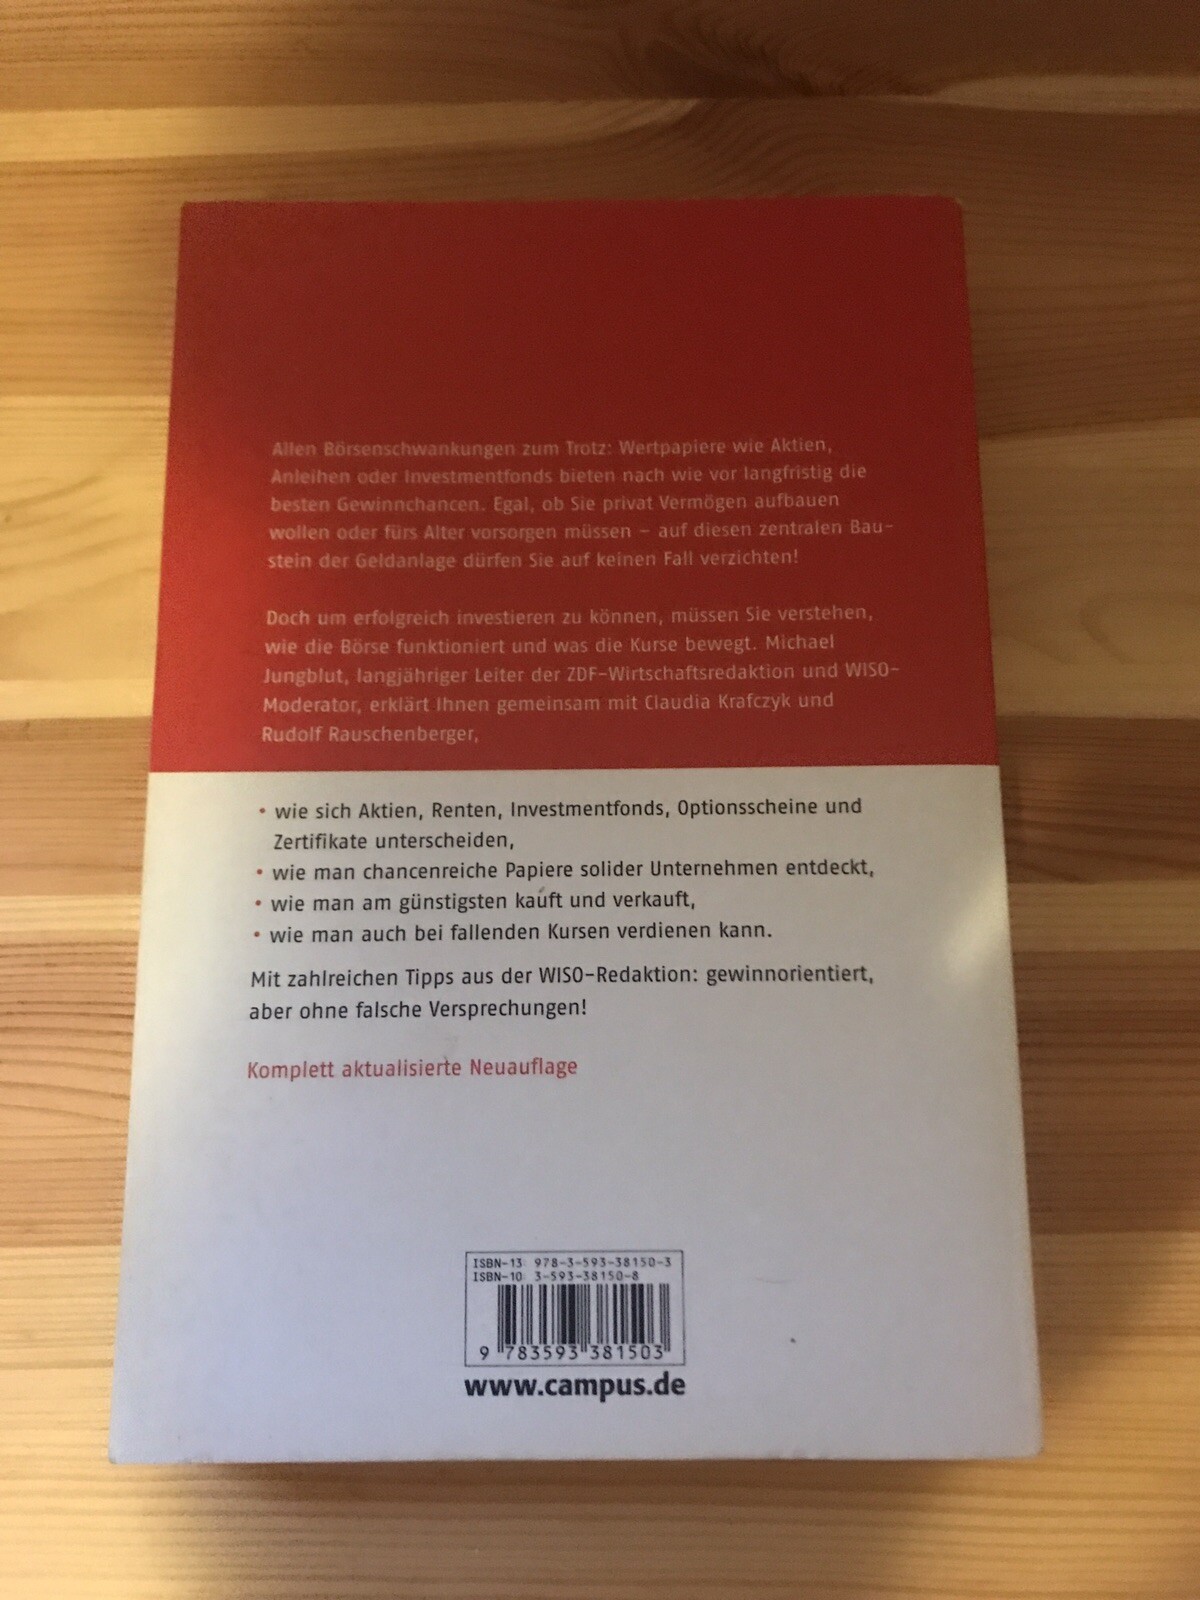 Allen Börsenschwankungen zum Trotz: Wertpapiere wie Aktien,
Anleihen oder Investmentfonds bieten nach wie vor langfristig die
besten Gewinnchancen. Egal, ob Sie privat Vermögen aufbauen
wollen oder fürs Alter vorsorgen müssen – auf diesen zentralen Bau-
stein der Geldanlage dürfen Sie auf keinen Fall verzichten!
Doch um erfolgreich investieren zu können, müssen Sie verstehen,
wie die Börse funktioniert und was die Kurse bewegt. Michael
Jungblut, langjähriger Leiter der ZDF-Wirtschaftsredaktion und WISO-
Moderator, erklärt Ihnen gemeinsam mit Claudia Krafczyk und
Rudolf Rauschenberger,
• wie sich Aktien, Renten, Investmentfonds, Optionsscheine und
Zertifikate unterscheiden,
• wie man chancenreiche Papiere solider Unternehmen entdeckt,
• wie man am günstigsten kauft und verkauft,
• wie man auch bei fallenden Kursen verdienen kann.
Mit zahlreichen Tipps aus der WISO-Redaktion: gewinnorientiert,
aber ohne falsche Versprechungen!
Komplett aktualisierte Neuauflage
ISBN-13: 978-3-593-38150-3
ISBN-10: 3-593-38150-8
9 783593 381503
www.campus.de